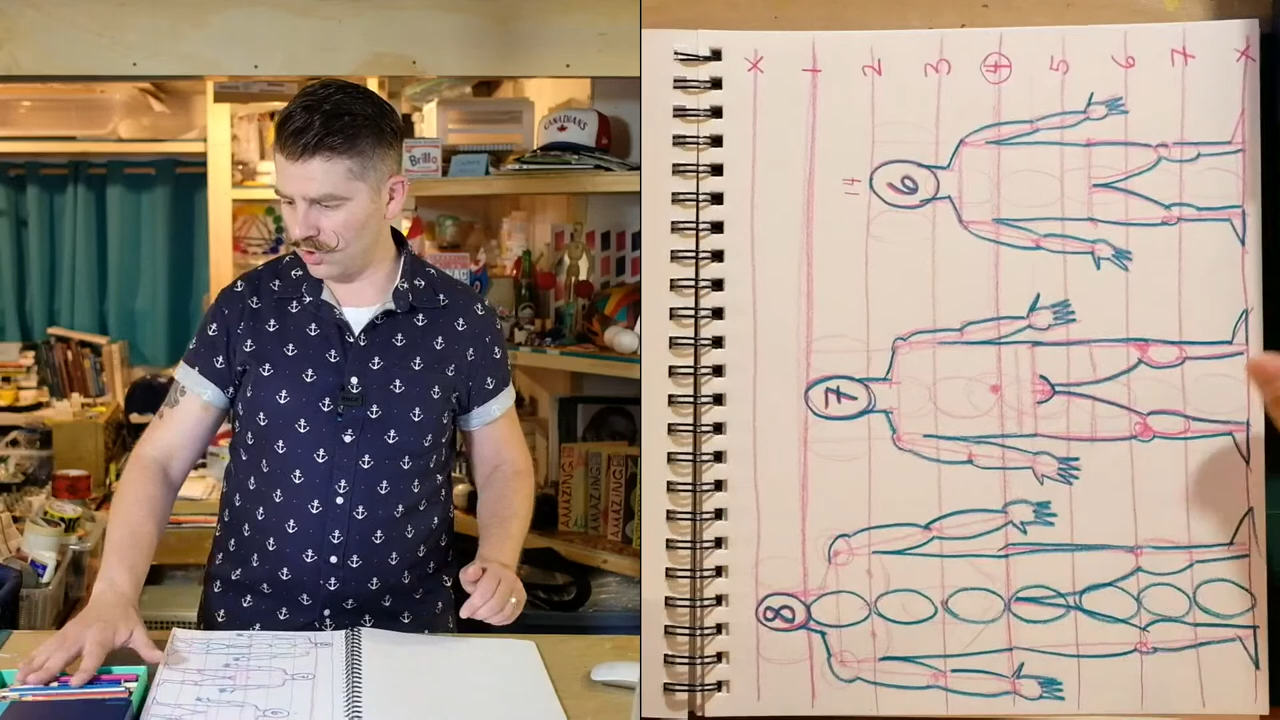 CANADIANS
Brillo
AMAZING
AMAZING
AMAZING
X 1 2 3 4 5 6 7 X
14
6
7
8